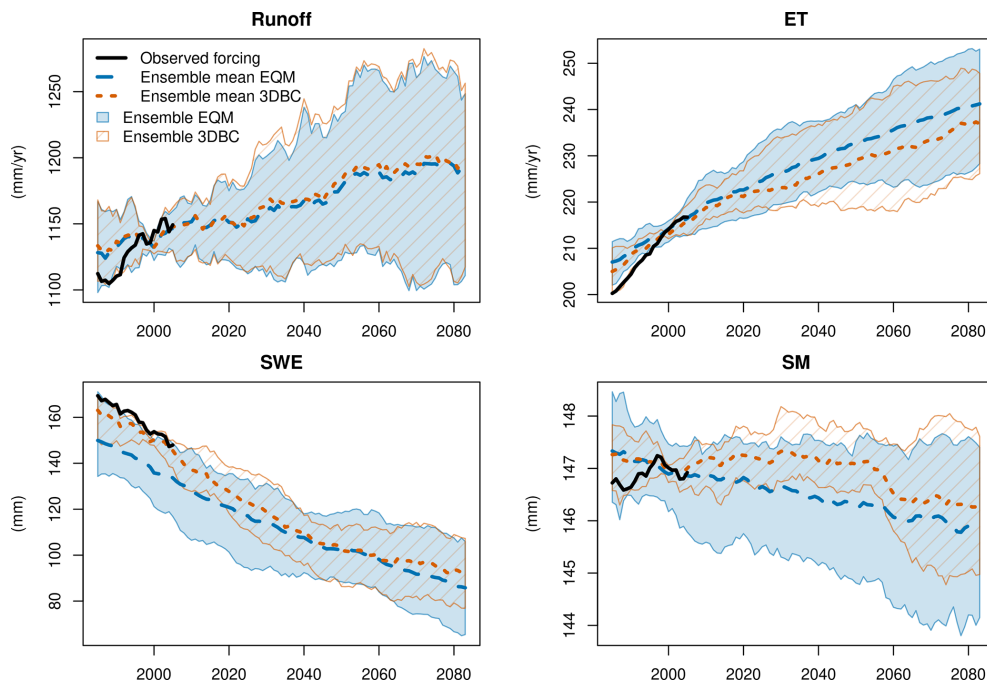 Runoff
ET
Observed forcing
Ensemble mean EQM
Ensemble mean 3DBC
Ensemble EQM
Ensemble 3DBC
(mm/yr)
1100 1150 1200 1250
2000 2020 2040 2060 2080
(mm/yr)
200 210 220 230 240 250
2000 2020 2040 2060 2080
SWE
SM
(mm)
80 100 120 140 160
2000 2020 2040 2060 2080
(mm)
144 145 146 147 148
2000 2020 2040 2060 2080